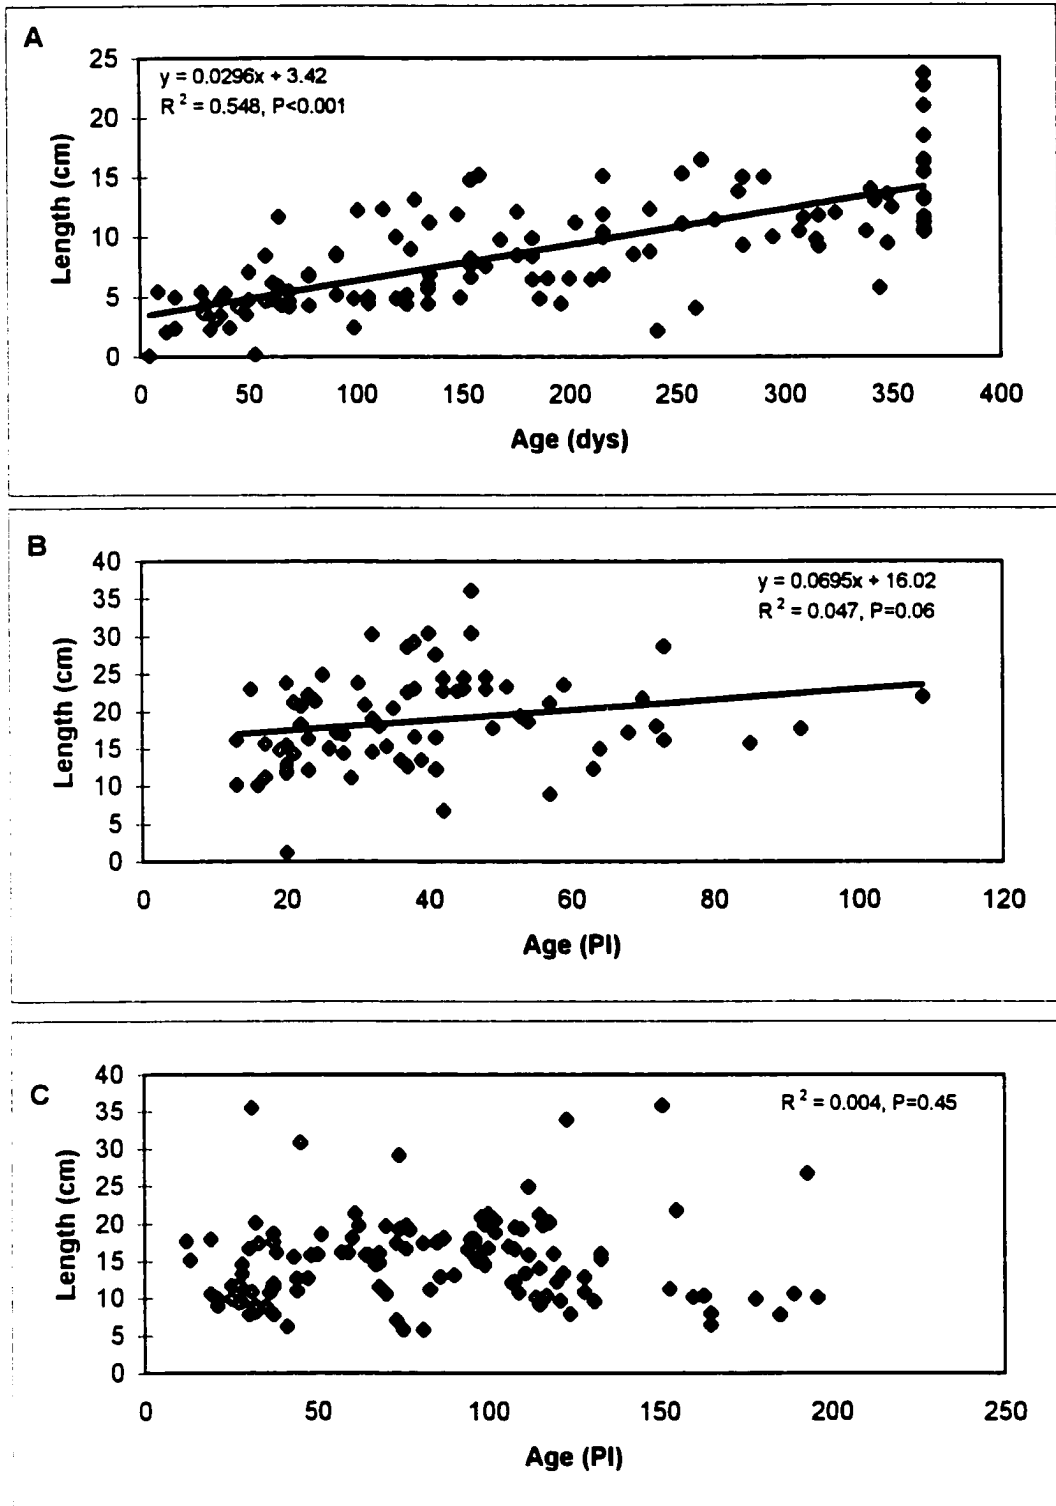 A
y = 0.0296x + 3.42
R² = 0.548, P<0.001
25
20
15
10
5
0
Length (cm)
0 50 100 150 200 250 300 350 400
Age (dys)
B
y = 0.0695x + 16.02
R² = 0.047, P=0.06
40
35
30
25
20
15
10
5
0
Length (cm)
0 20 40 60 80 100 120
Age (PI)
C
R² = 0.004, P=0.45
40
35
30
25
20
15
10
5
0
Length (cm)
0 50 100 150 200 250
Age (PI)